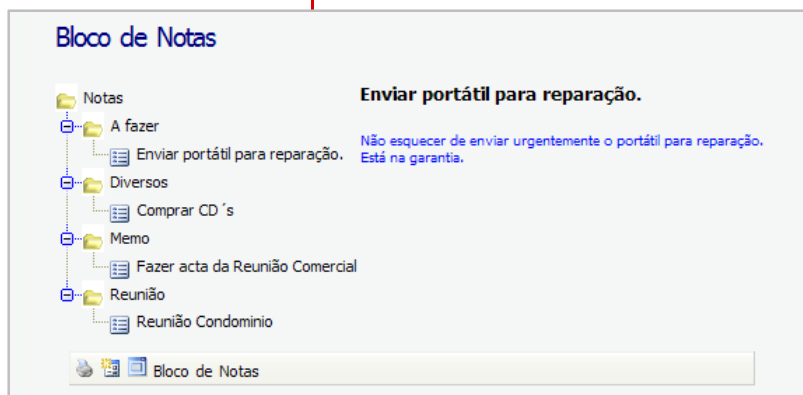 Bloco de Notas
Notas
A fazer
Enviar portátil para reparação.
Diversos
Comprar CD´s
Memo
Fazer acta da Reunião Comercial
Reunião
Reunião Condominio
Enviar portátil para reparação.
Não esquecer de enviar urgentemente o portátil para reparação.
Está na garantia.
Bloco de Notas